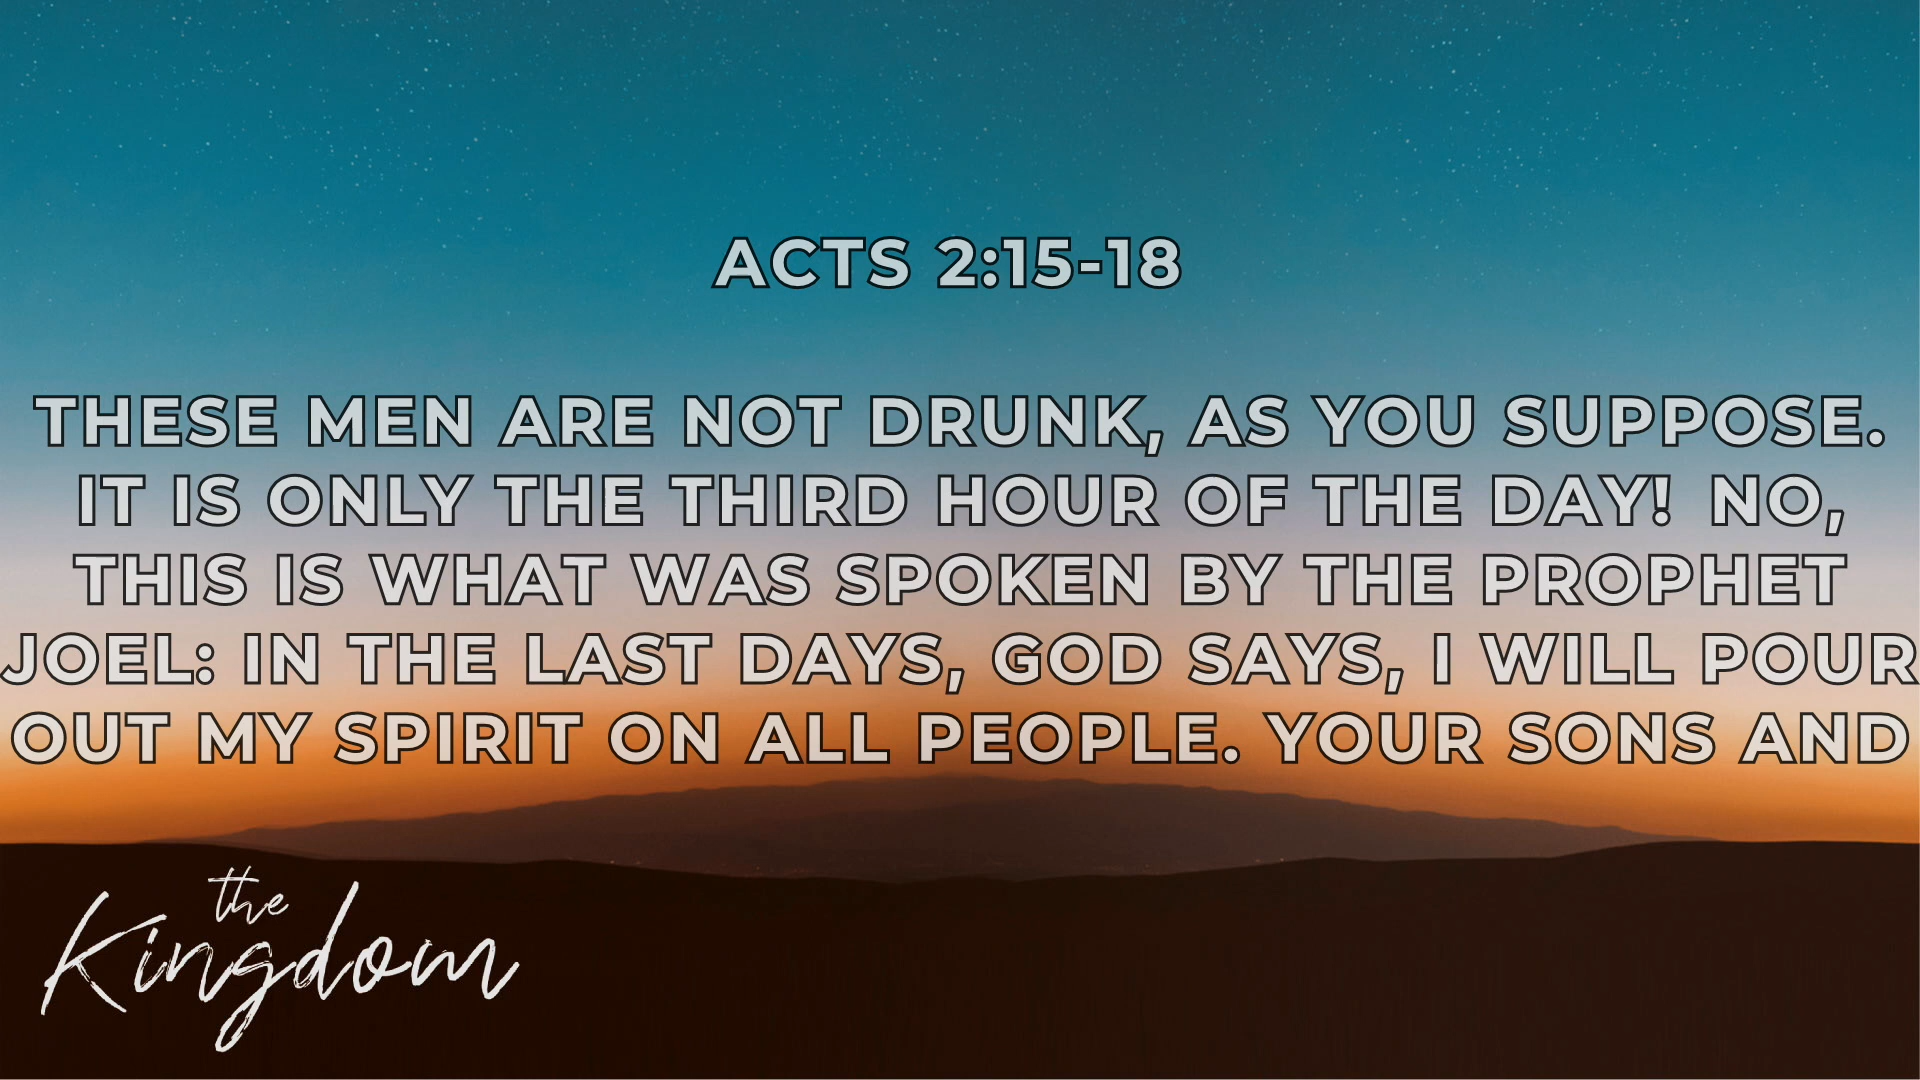 ACTS 2:15-18
THESE MEN ARE NOT DRUNK, AS YOU SUPPOSE.
IT IS ONLY THE THIRD HOUR OF THE DAY! NO,
THIS IS WHAT WAS SPOKEN BY THE PROPHET
JOEL: IN THE LAST DAYS, GOD SAYS, I WILL POUR
OUT MY SPIRIT ON ALL PEOPLE. YOUR SONS AND
the
Kingdom